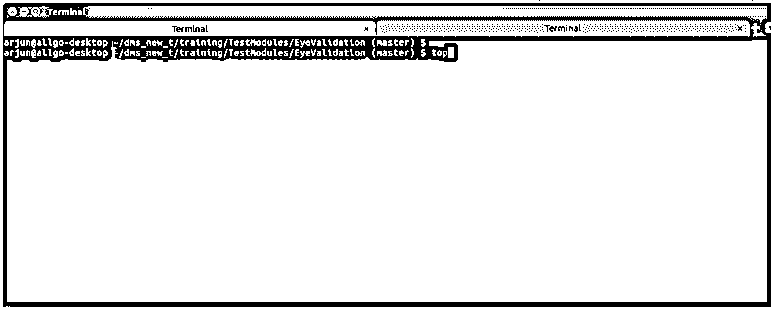 Terminal
Terminal × Terminal ×
arjun@allgo-desktop ~/dms_new_t/training/TestModules/EyeValidation (master) $
arjun@allgo-desktop ~/dms_new_t/training/TestModules/EyeValidation (master) $ top